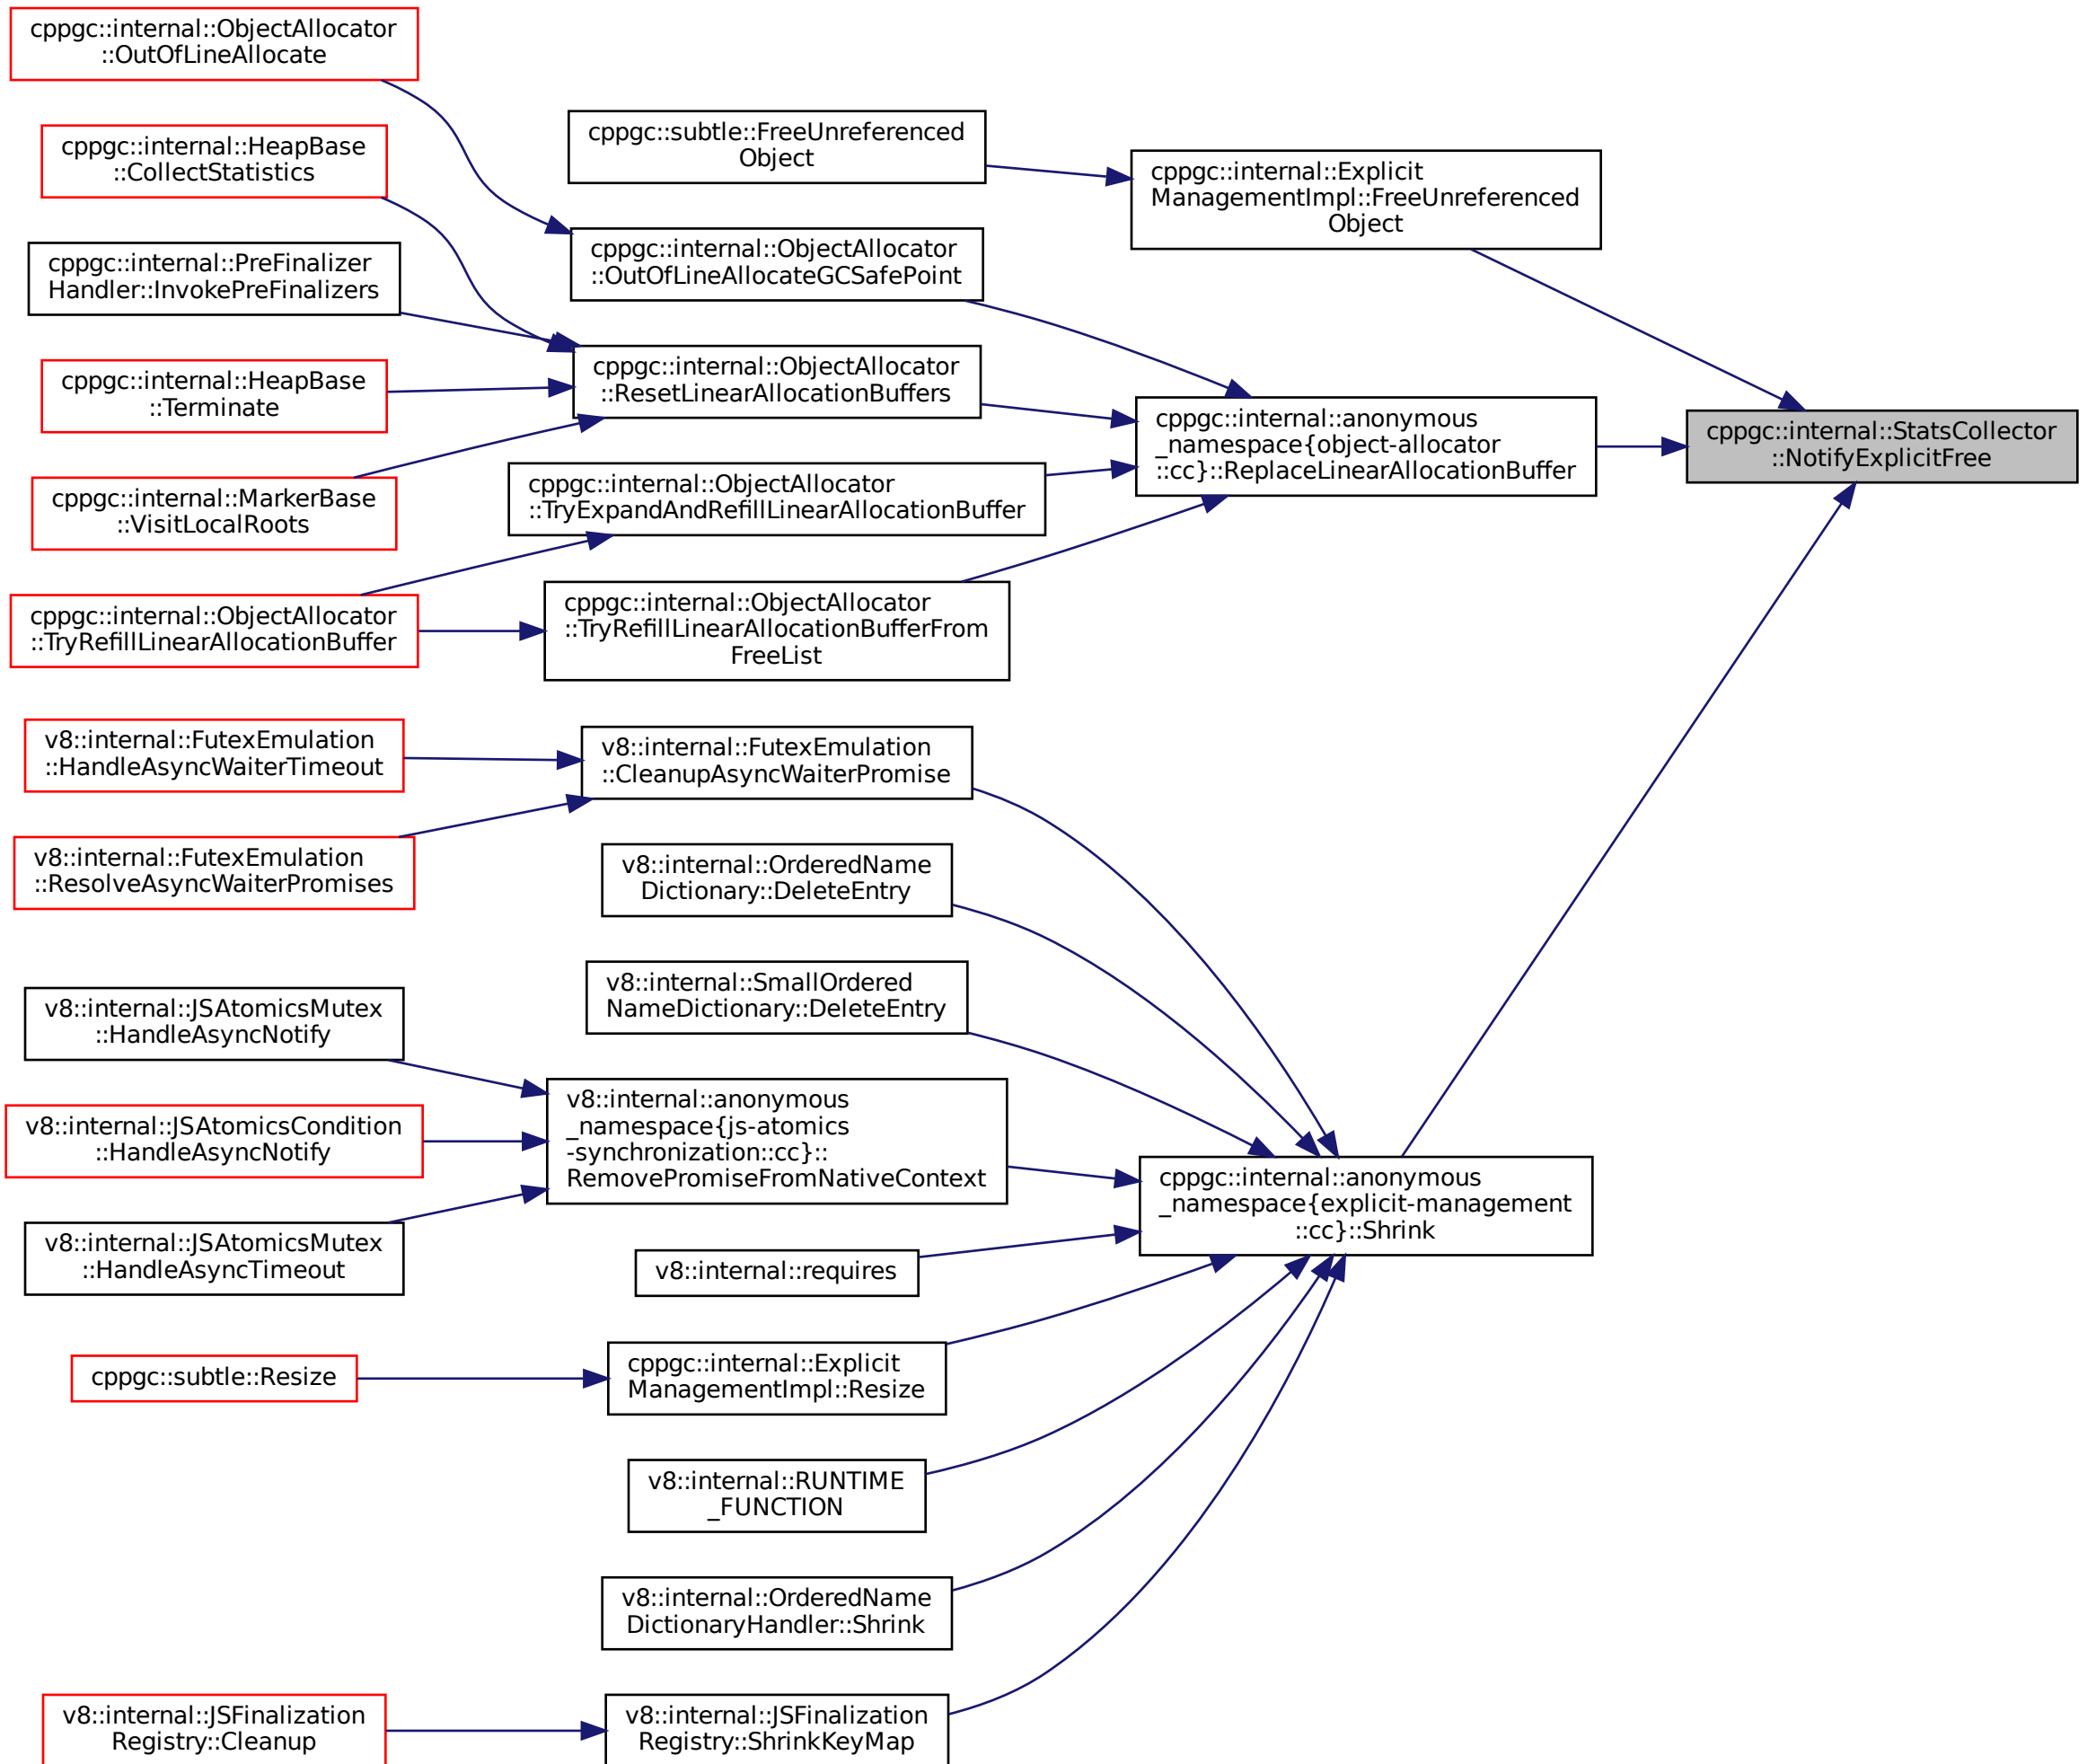 cppgc::internal::ObjectAllocator
::OutOfLineAllocate
cppgc::internal::HeapBase
::CollectStatistics
cppgc::internal::PreFinalizer
Handler::InvokePreFinalizers
cppgc::internal::HeapBase
::Terminate
cppgc::internal::MarkerBase
::VisitLocalRoots
cppgc::internal::ObjectAllocator
::TryRefillLinearAllocationBuffer
v8::internal::FutexEmulation
::HandleAsyncWaiterTimeout
v8::internal::FutexEmulation
::ResolveAsyncWaiterPromises
v8::internal::JSAtomicsMutex
::HandleAsyncNotify
v8::internal::JSAtomicsCondition
::HandleAsyncNotify
v8::internal::JSAtomicsMutex
::HandleAsyncTimeout
cppgc::subtle::Resize
v8::internal::JSFinalization
Registry::Cleanup
cppgc::subtle::FreeUnreferenced
Object
cppgc::internal::ObjectAllocator
::OutOfLineAllocateGCSafePoint
cppgc::internal::ObjectAllocator
::ResetLinearAllocationBuffers
cppgc::internal::ObjectAllocator
::TryExpandAndRefillLinearAllocationBuffer
cppgc::internal::ObjectAllocator
::TryRefillLinearAllocationBufferFrom
FreeList
v8::internal::FutexEmulation
::CleanupAsyncWaiterPromise
v8::internal::OrderedName
Dictionary::DeleteEntry
v8::internal::SmallOrdered
NameDictionary::DeleteEntry
v8::internal::anonymous
_namespace{js-atomics
-synchronization::cc}::
RemovePromiseFromNativeContext
v8::internal::requires
cppgc::internal::Explicit
ManagementImpl::Resize
v8::internal::RUNTIME
_FUNCTION
v8::internal::OrderedName
DictionaryHandler::Shrink
v8::internal::JSFinalization
Registry::ShrinkKeyMap
cppgc::internal::Explicit
ManagementImpl::FreeUnreferenced
Object
cppgc::internal::anonymous
_namespace{object-allocator
::cc}::ReplaceLinearAllocationBuffer
cppgc::internal::anonymous
_namespace{explicit-management
::cc}::Shrink
cppgc::internal::StatsCollector
::NotifyExplicitFree